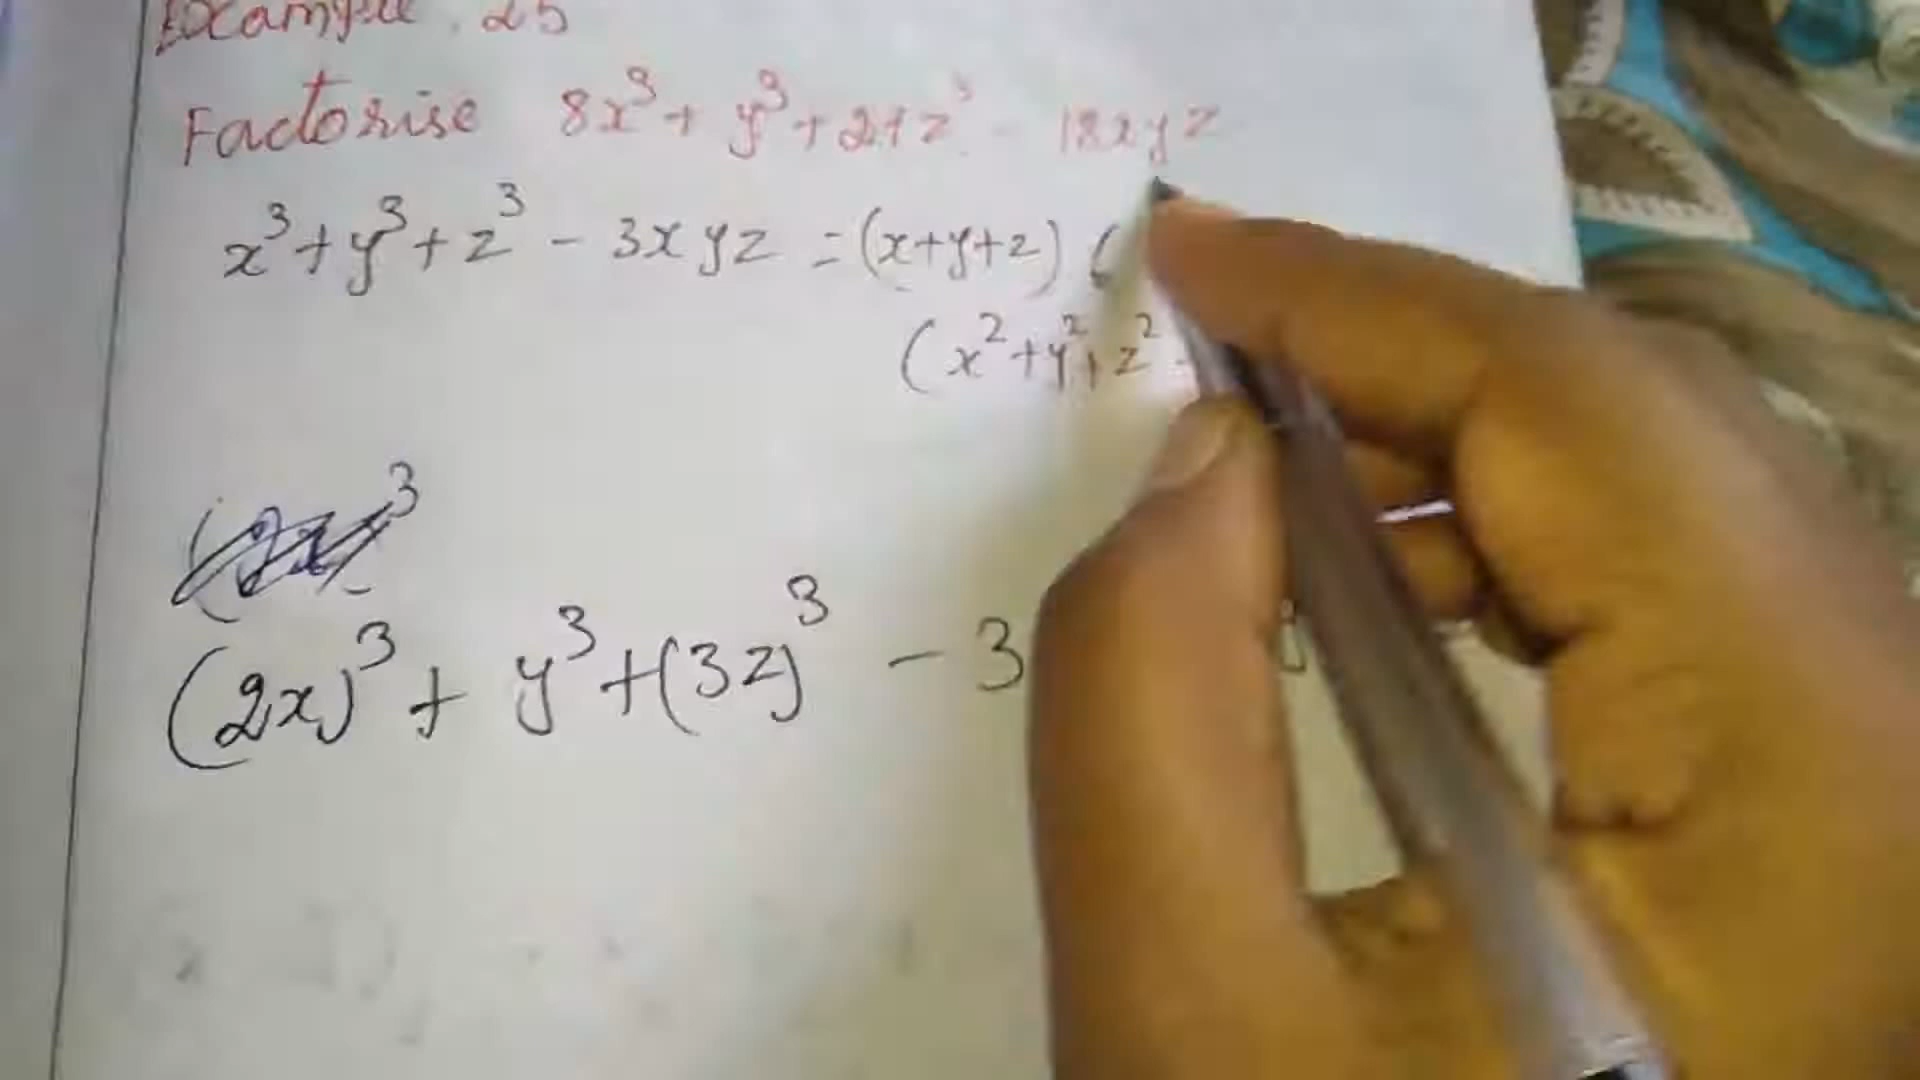 Example. 25
Factorise 8x³ + y³ + 27z³ - 18xyz
x³ + y³ + z³ - 3xyz = (x+y+z) (
(x² + y² + z² -
(2x)³ + y³ + (3z)³ - 3